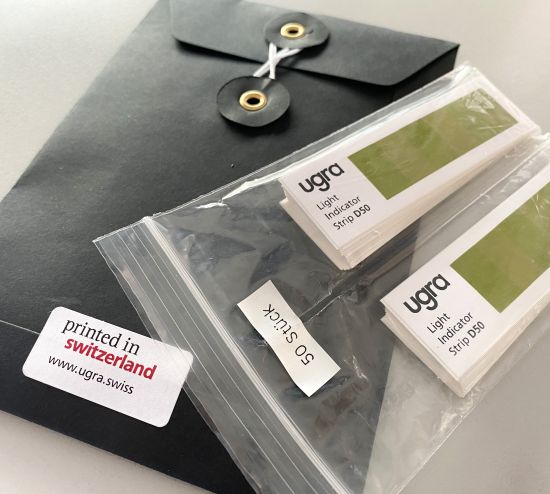 ugra
Light
Indicator
Strip D50
ugra
Light
Indicator
Strip D50
50 Stück
printed in
switzerland
www.ugra.swiss